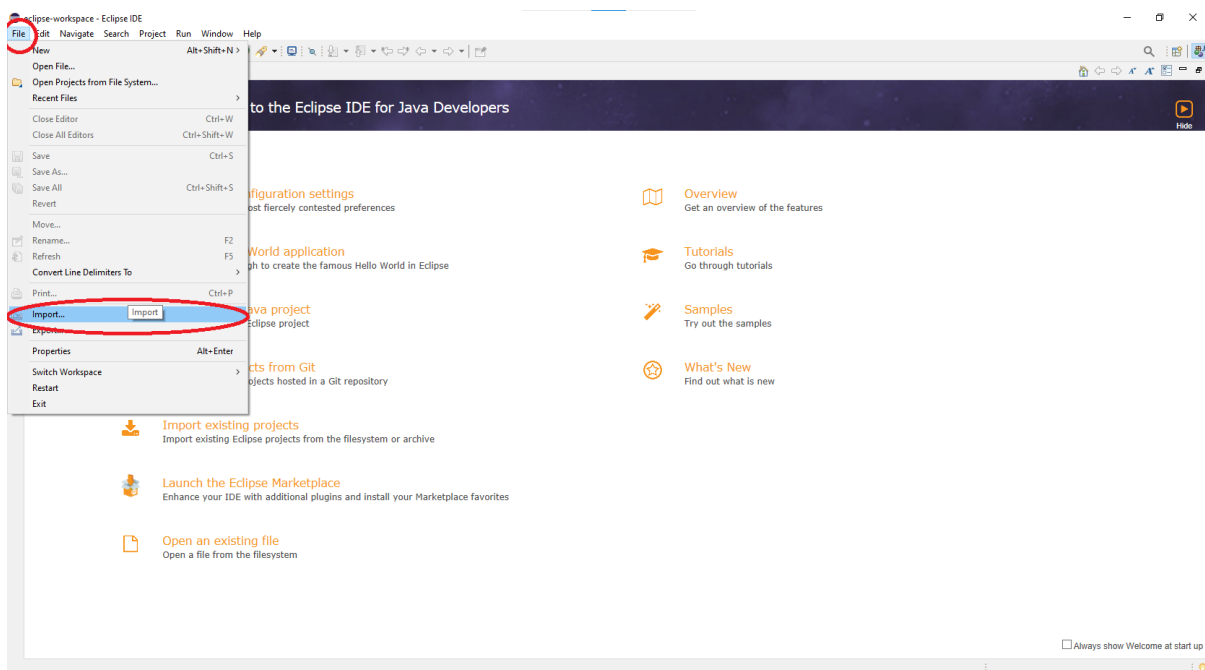 eclipse-workspace - Eclipse IDE
File Edit Navigate Search Project Run Window Help
New Alt+Shift+N >
Open File...
Open Projects from File System...
Recent Files >
Close Editor Ctrl+W
Close All Editors Ctrl+Shift+W
Save Ctrl+S
Save As...
Save All Ctrl+Shift+S
Revert
Move...
Rename... F2
Refresh F5
Convert Line Delimiters To >
Print... Ctrl+P
Import... Import
Export...
Properties Alt+Enter
Switch Workspace >
Restart
Exit
to the Eclipse IDE for Java Developers
Hide
figuration settings
ost fiercely contested preferences
World application
gh to create the famous Hello World in Eclipse
ava project
Eclipse project
cts from Git
ojects hosted in a Git repository
Import existing projects
Import existing Eclipse projects from the filesystem or archive
Launch the Eclipse Marketplace
Enhance your IDE with additional plugins and install your Marketplace favorites
Open an existing file
Open a file from the filesystem
Overview
Get an overview of the features
Tutorials
Go through tutorials
Samples
Try out the samples
What's New
Find out what is new
Always show Welcome at start up